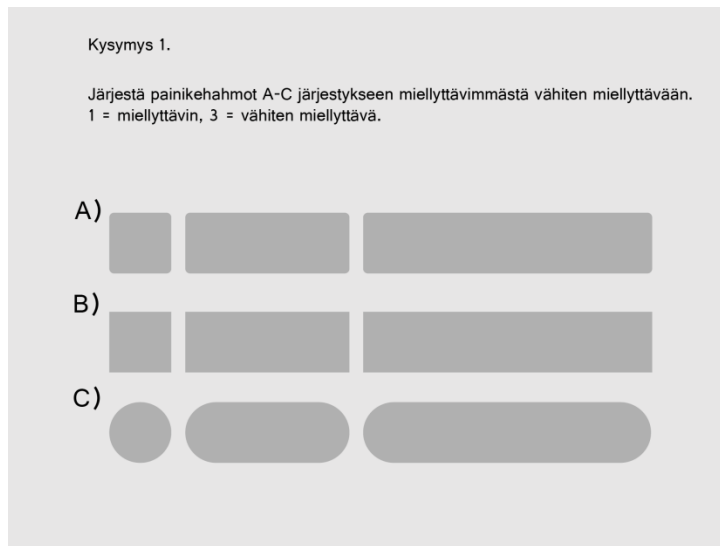 Kysymys 1.
Järjestä painikehahmot A-C järjestykseen miellyttävimmästä vähiten miellyttävään.
1 = miellyttävin, 3 = vähiten miellyttävä.
A)
B)
C)